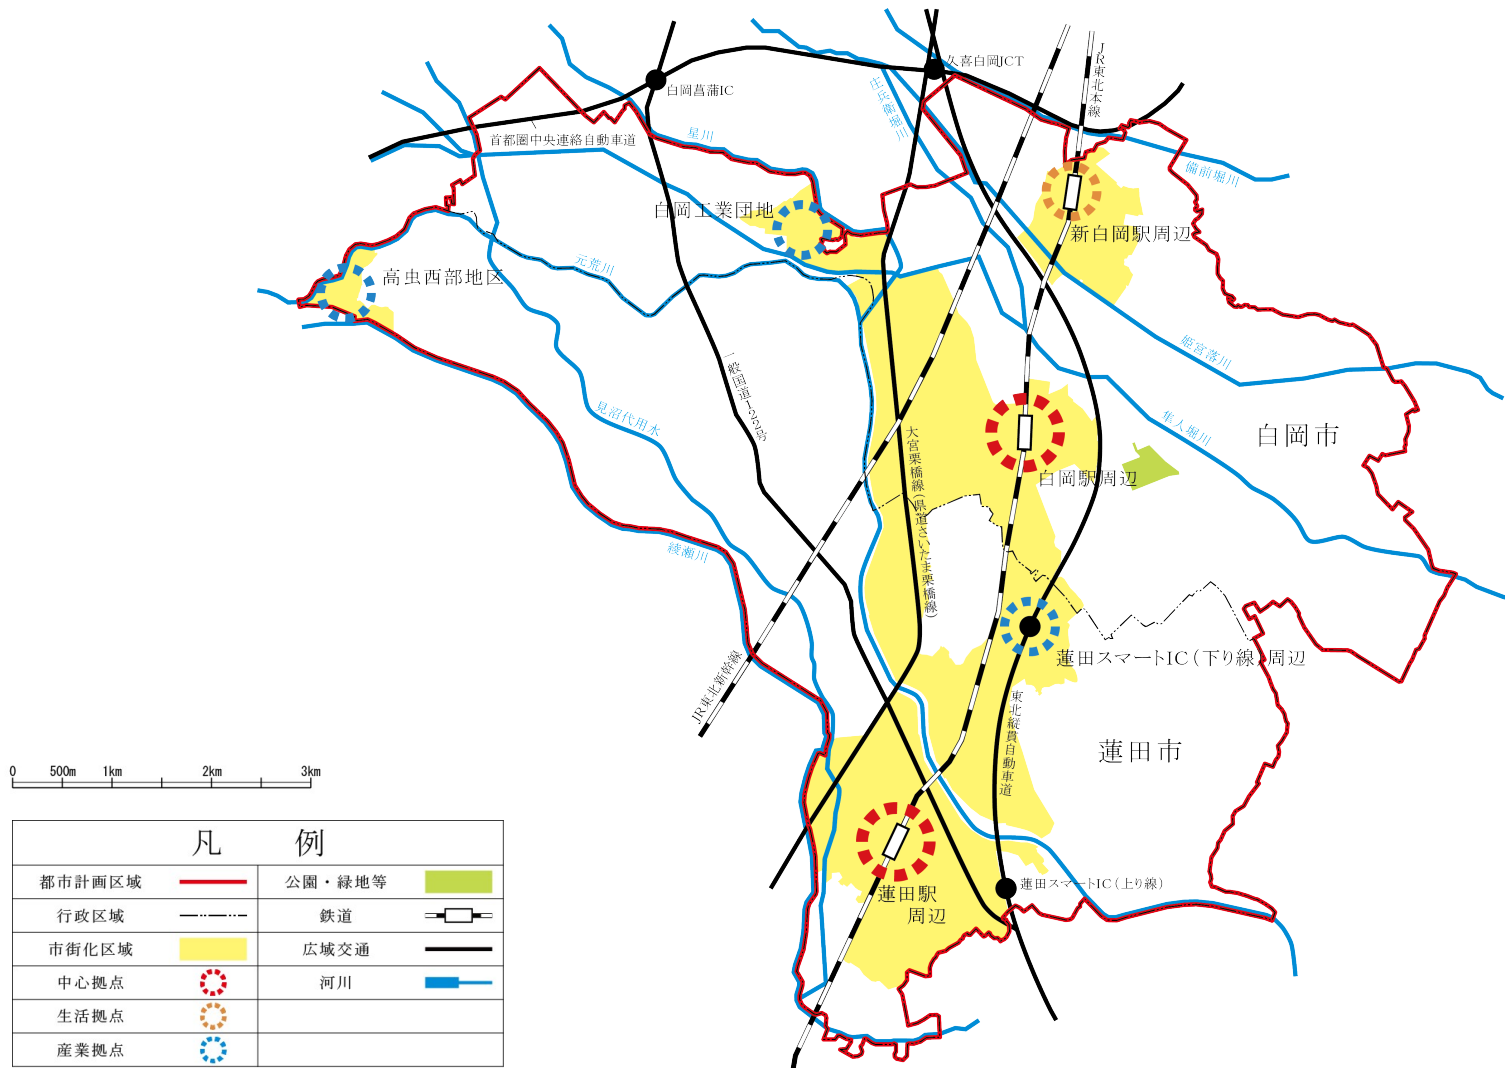 久喜白岡JCT
JR東北本線
白岡菖蒲IC
庄兵衛堀川
首都圏中央連絡自動車道
星川
備前堀川
白岡工業団地
新白岡駅周辺
元荒川
高虫西部地区
姫宮落川
一般国道122号
見沼代用水
大宮栗橋線(県道さいたま栗橋線)
隼人堀川
白岡市
白岡駅周辺
綾瀬川
蓮田スマートIC(下り線)周辺
JR東北新幹線
東北縦貫自動車道
蓮田市
蓮田駅
周辺
蓮田スマートIC(上り線)
0 500m 1km 2km 3km
凡 例
都市計画区域 公園・緑地等
行政区域 鉄道
市街化区域 広域交通
中心拠点 河川
生活拠点
産業拠点